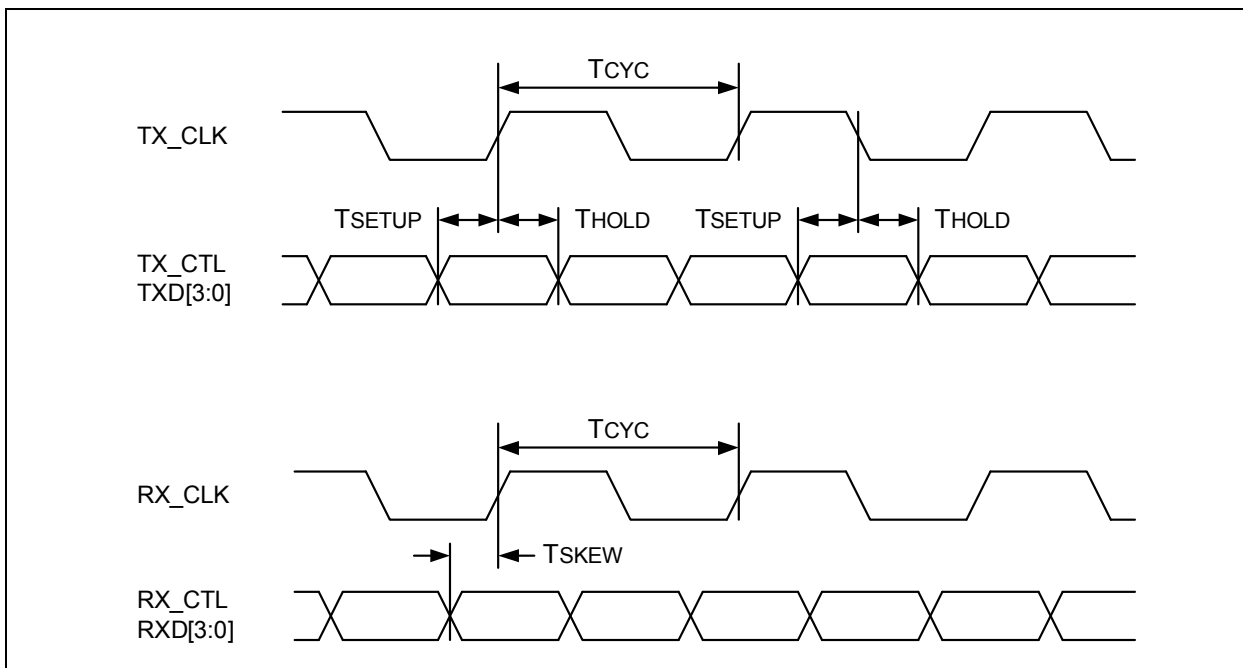 TCYC
TX_CLK
TSETUP THOLD TSETUP THOLD
TX_CTL
TXD[3:0]
TCYC
RX_CLK
TSKEW
RX_CTL
RXD[3:0]